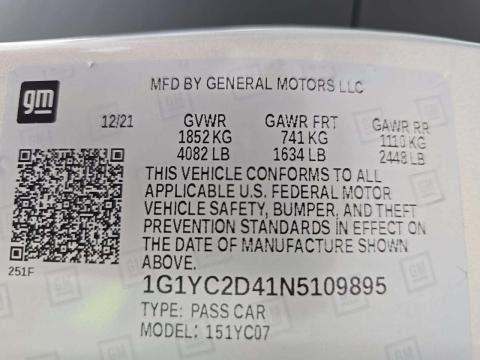 gm
MFD BY GENERAL MOTORS LLC
12/21 GVWR GAWR FRT GAWR RR
1852 KG 741 KG 1110 KG
4082 LB 1634 LB 2448 LB
THIS VEHICLE CONFORMS TO ALL
APPLICABLE U.S. FEDERAL MOTOR
VEHICLE SAFETY, BUMPER, AND THEFT
PREVENTION STANDARDS IN EFFECT ON
THE DATE OF MANUFACTURE SHOWN
ABOVE.
251F
1G1YC2D41N5109895
TYPE: PASS CAR
MODEL: 151YC07